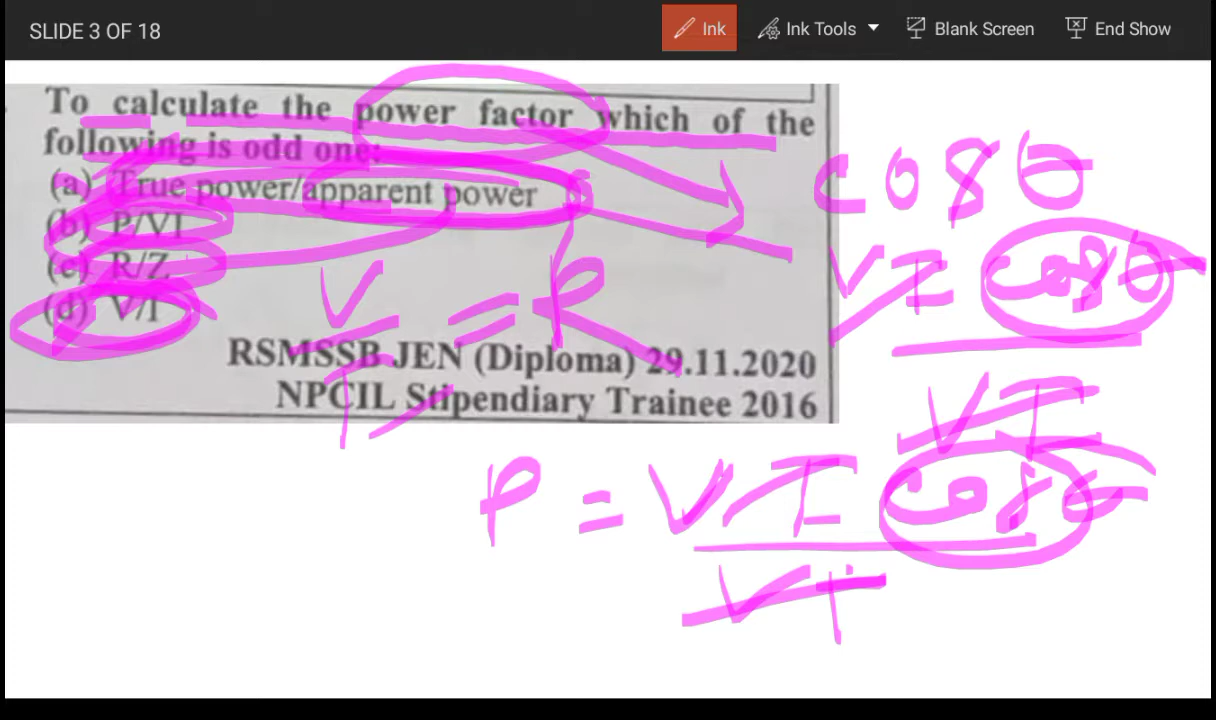 SLIDE 3 OF 18
Ink
Ink Tools
Blank Screen
End Show
To calculate the power factor which of the
following is odd one:
(a) True power/apparent power
(b) P/VI
(c) R/Z
(d) V/I
RSMSSB JEN (Diploma) 29.11.2020
NPCIL Stipendiary Trainee 2016
cosθ
VI cosθ
VI
V
I
= R
P = VI cosθ
VI